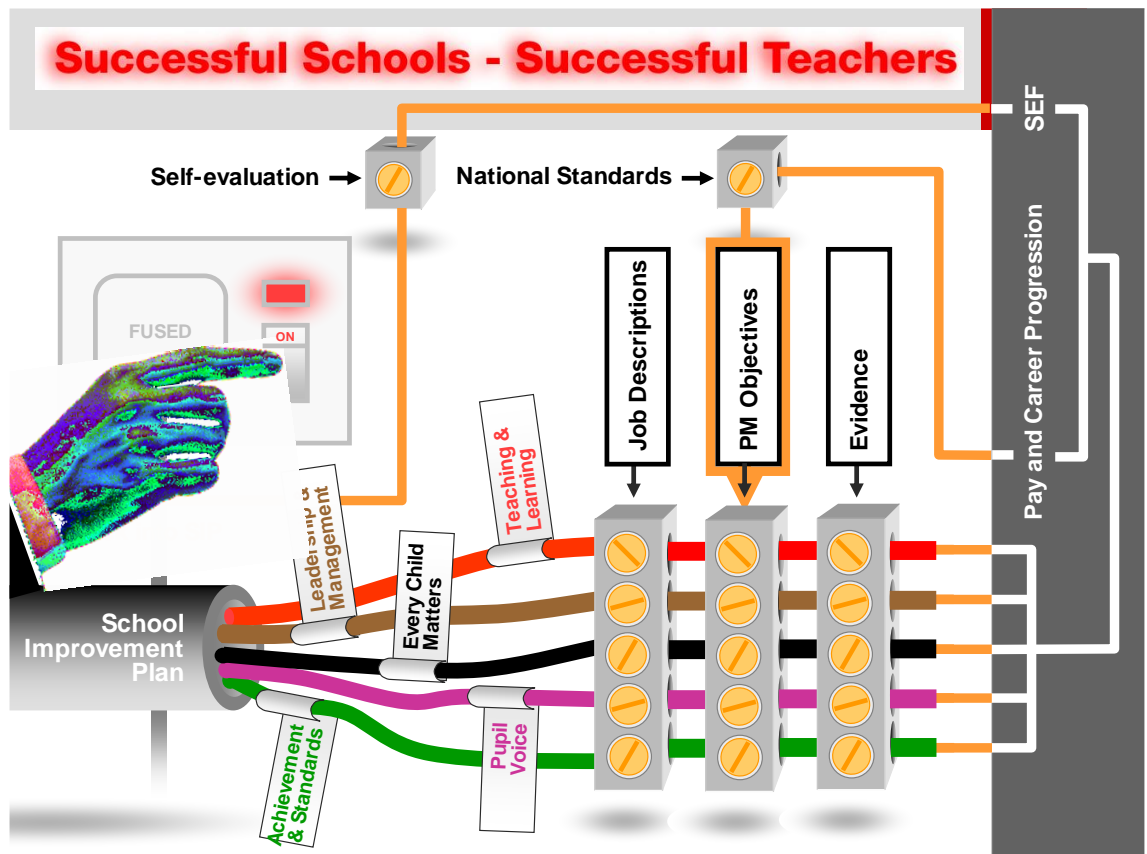 Successful Schools - Successful Teachers
SEF
Self-evaluation
National Standards
Pay and Career Progression
FUSED
ON
Job Descriptions
PM Objectives
Evidence
Teaching &
Learning
Leadership &
Management
Every Child
Matters
School
Improvement
Plan
Pupil
Voice
Achievement
& Standards